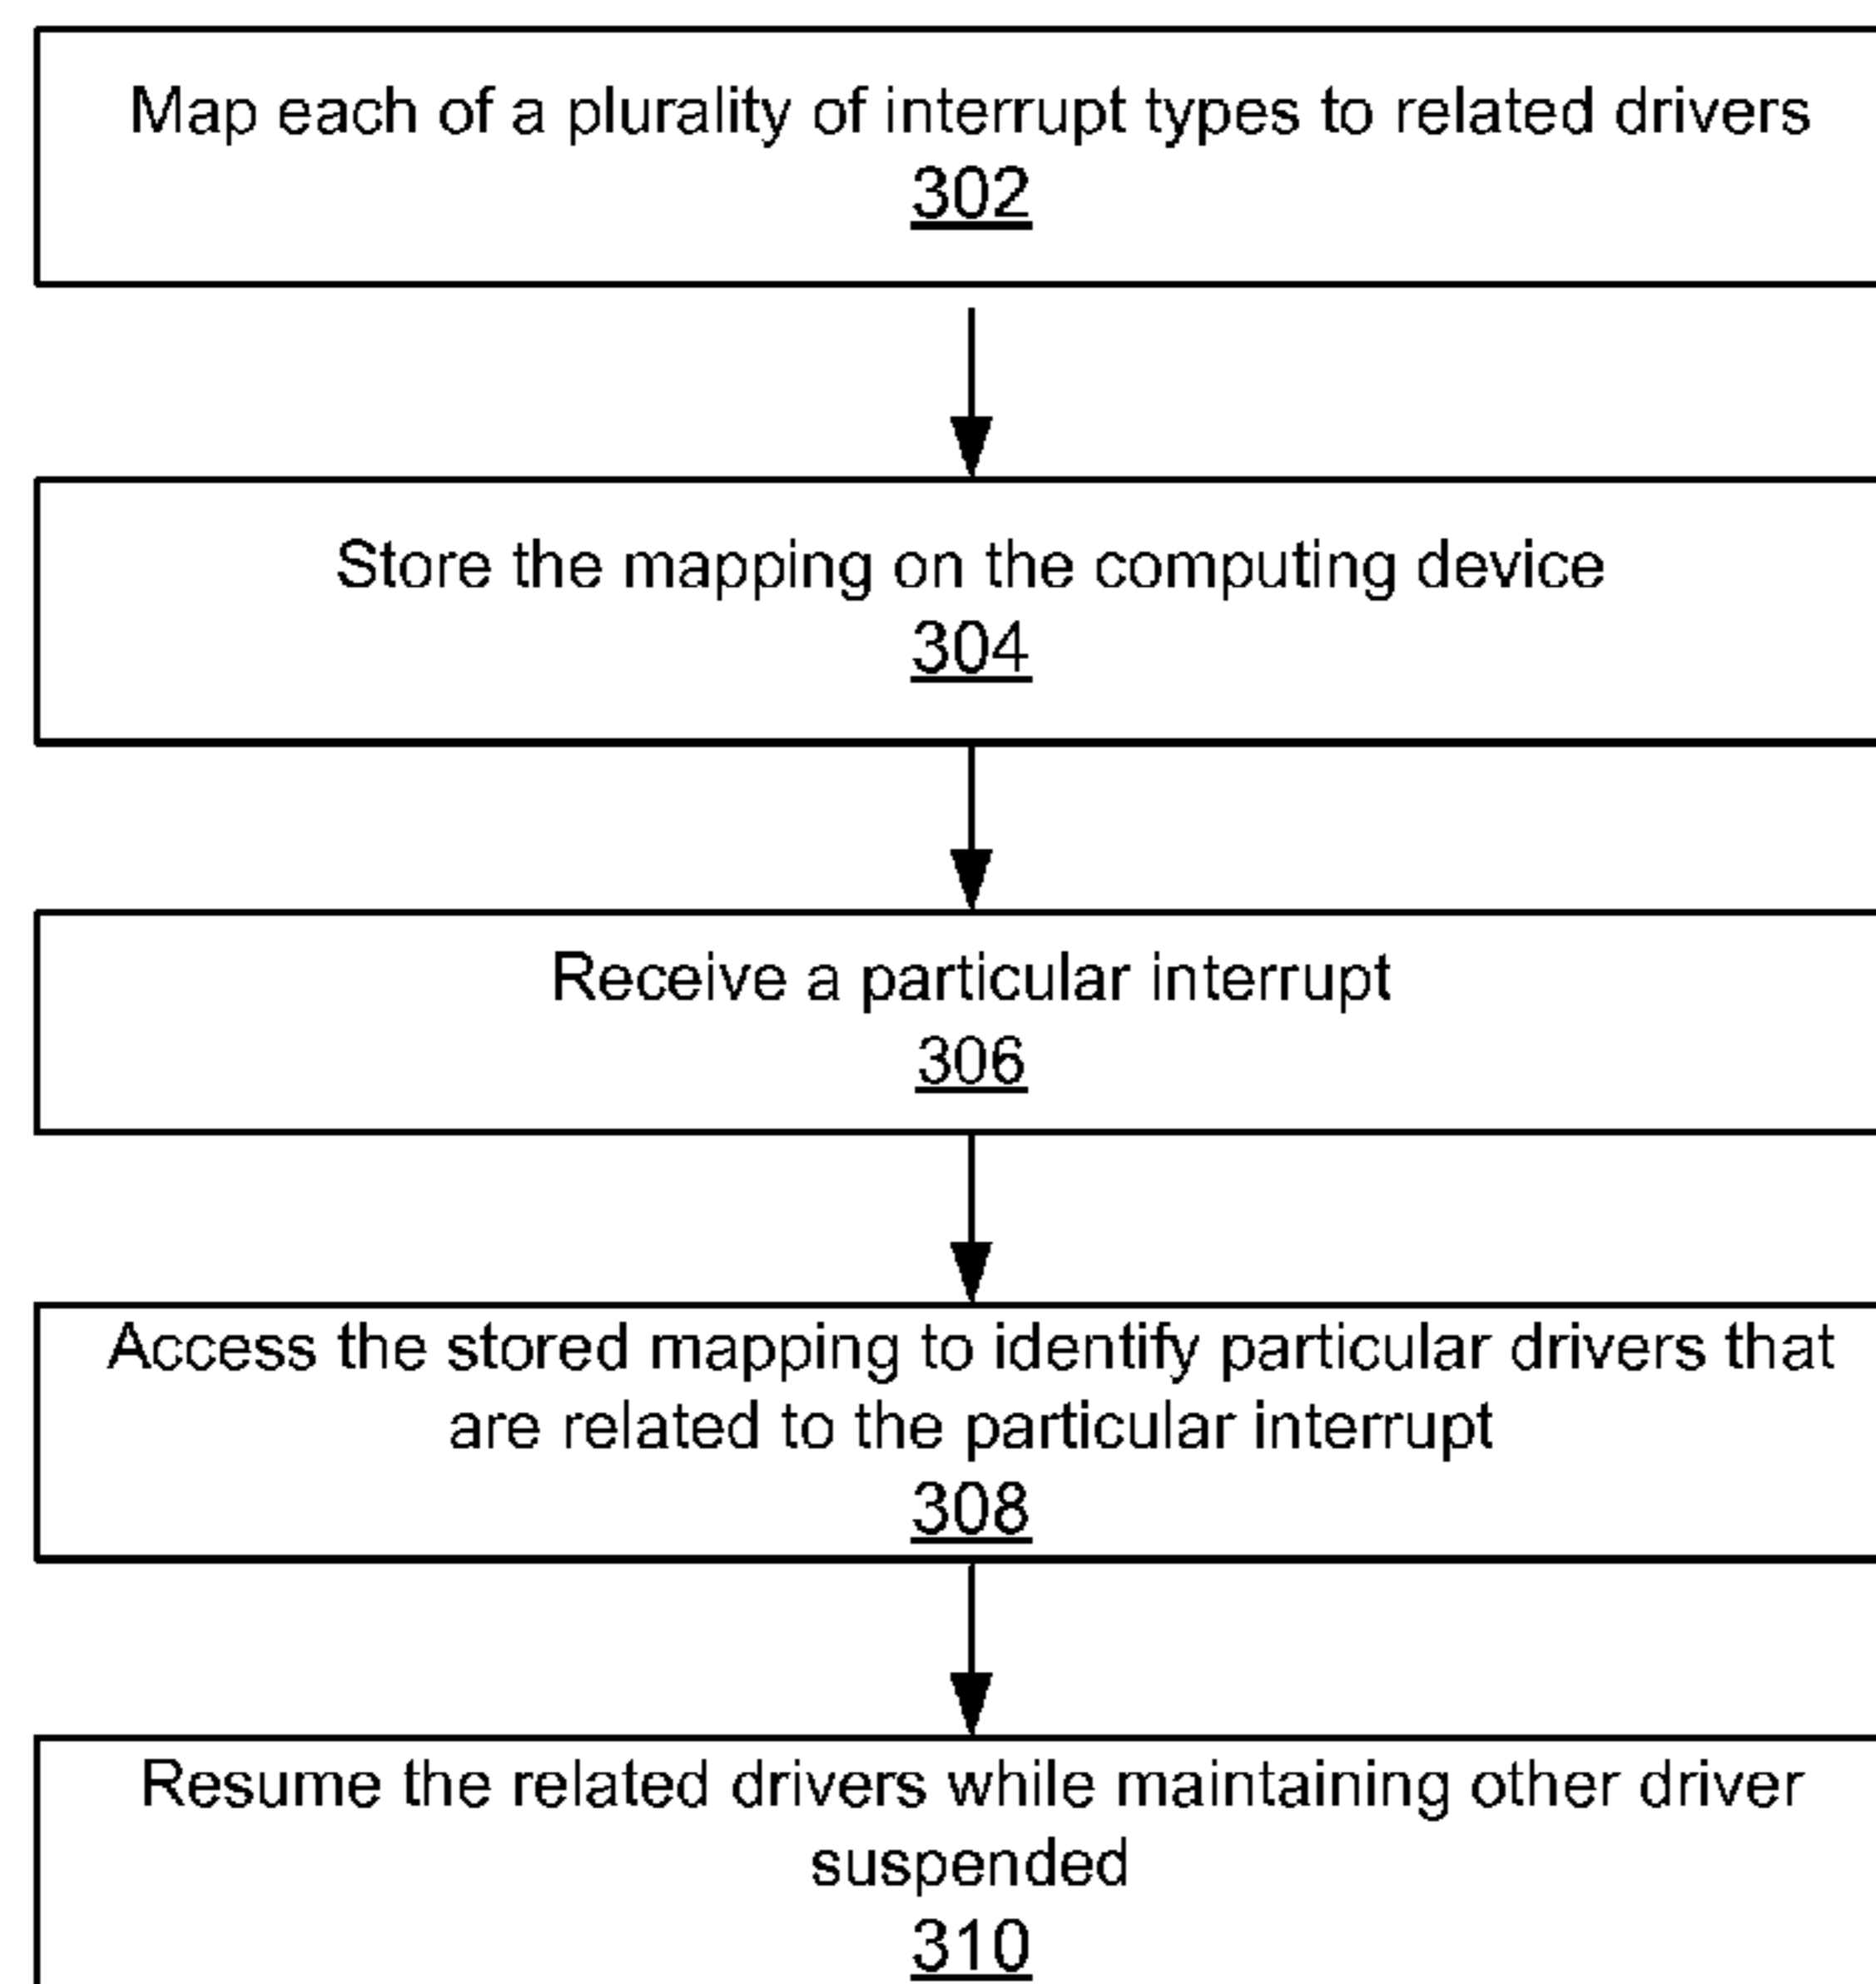 Map each of a plurality of interrupt types to related drivers
302
Store the mapping on the computing device
304
Receive a particular interrupt
306
Access the stored mapping to identify particular drivers that
are related to the particular interrupt
308
Resume the related drivers while maintaining other driver
suspended
310